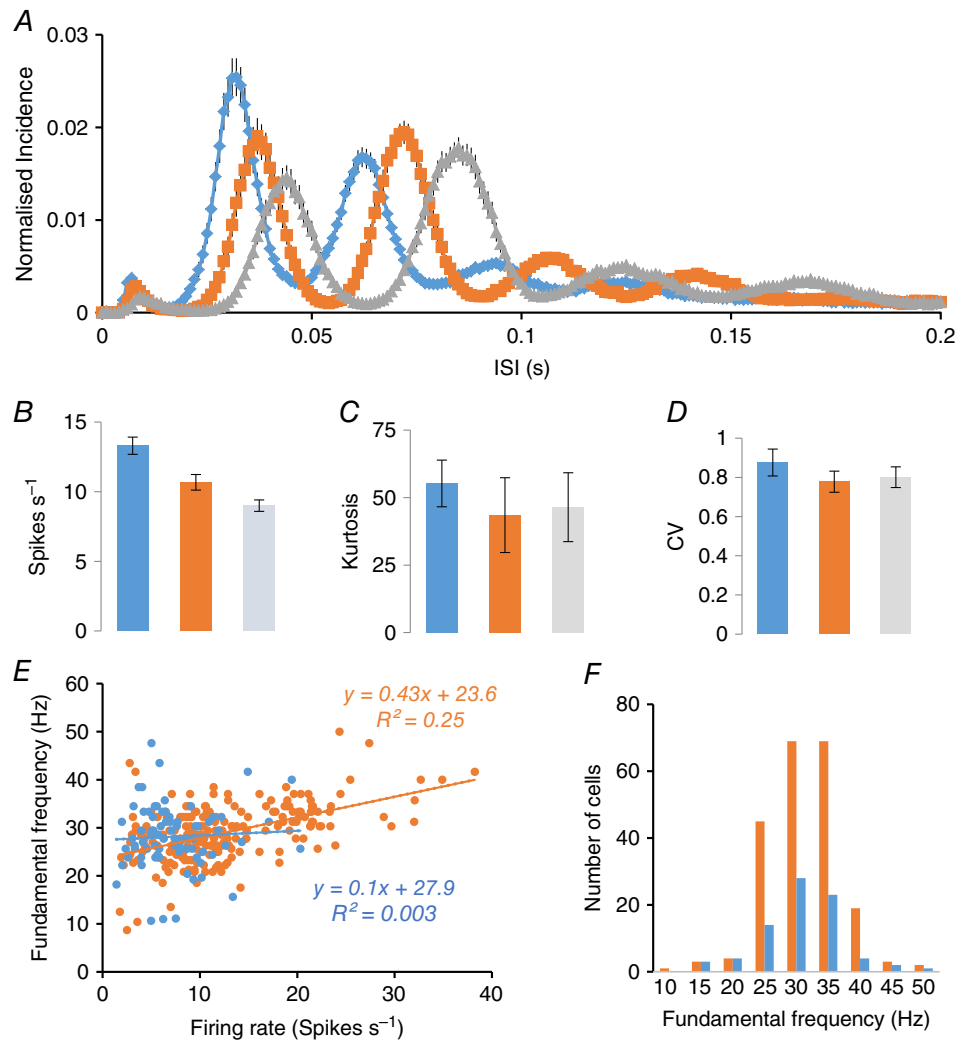 A
0.03
0.02
0.01
0
Normalised Incidence
0
0.05
0.1
0.15
0.2
ISI (s)
B
15
10
5
0
Spikes s⁻¹
C
75
50
25
0
Kurtosis
D
1
0.8
0.6
0.4
0.2
0
CV
E
60
50
40
30
20
10
0
Fundamental frequency (Hz)
y = 0.43x + 23.6
R² = 0.25
y = 0.1x + 27.9
R² = 0.003
0
10
20
30
40
Firing rate (Spikes s⁻¹)
F
80
60
40
20
0
Number of cells
10 15 20 25 30 35 40 45 50
Fundamental frequency (Hz)